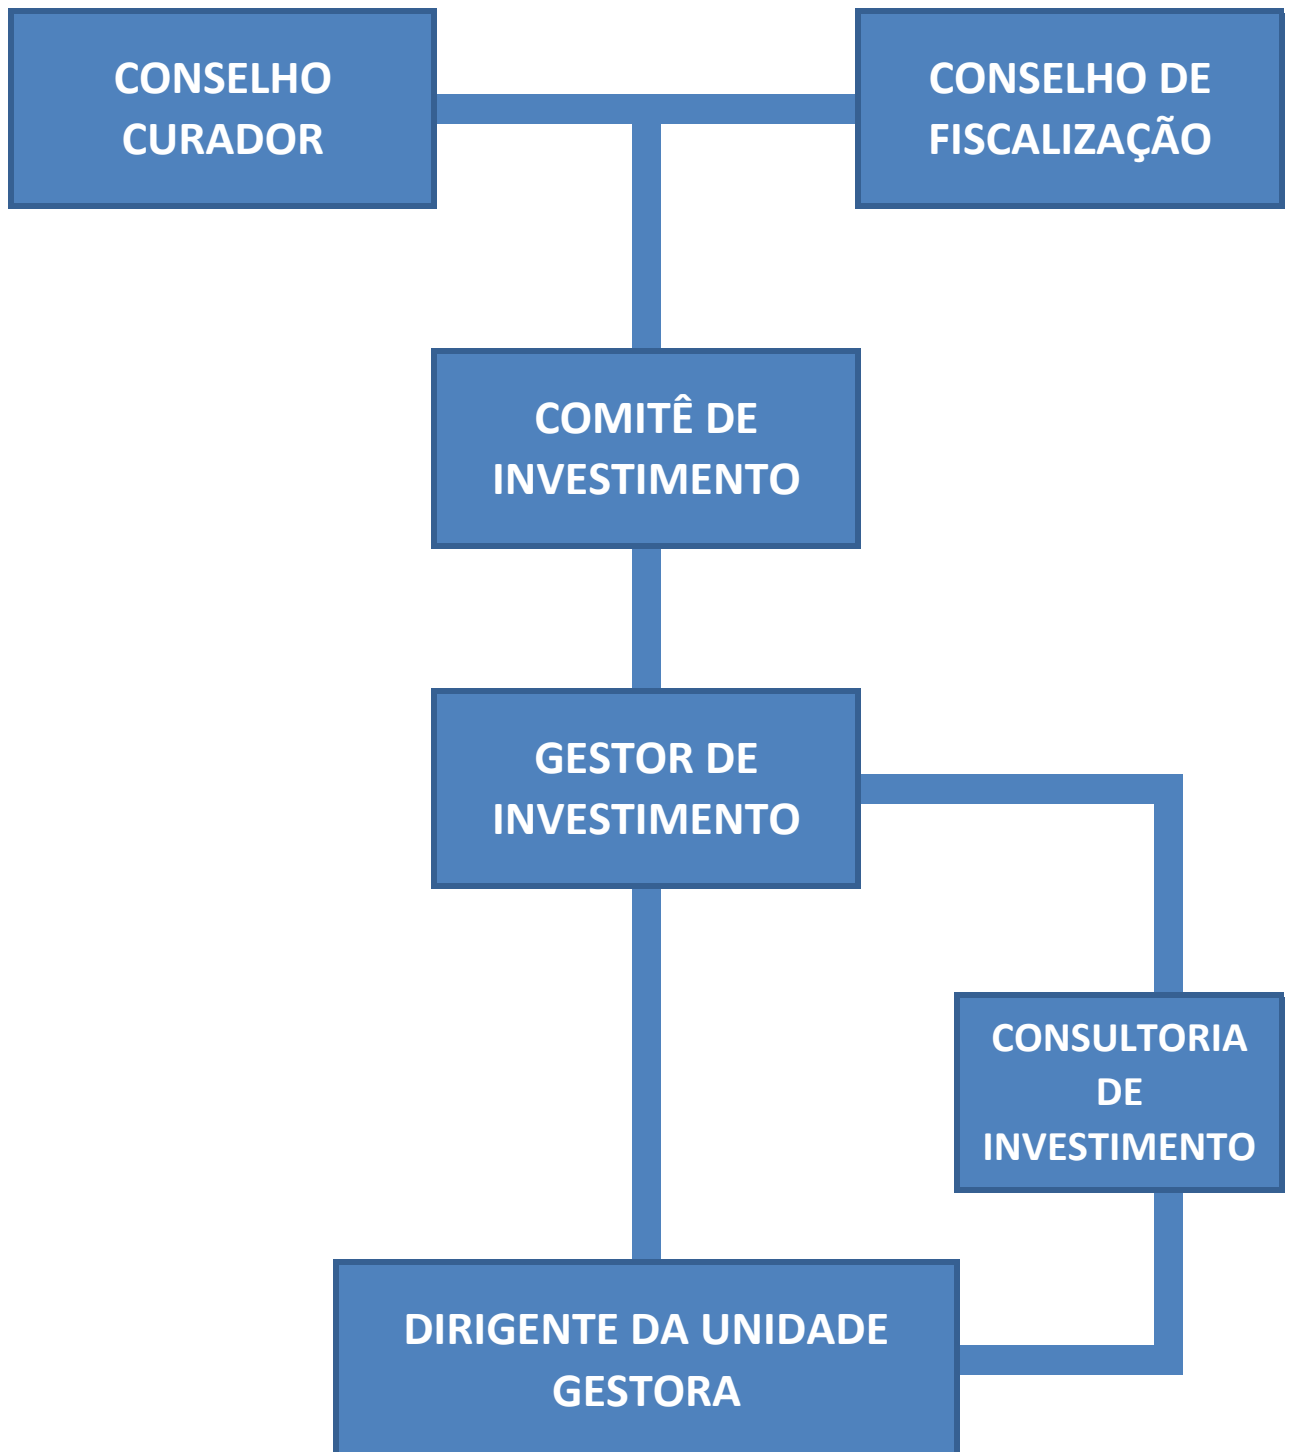 CONSELHO
CURADOR
CONSELHO DE
FISCALIZAÇÃO
COMITÊ DE
INVESTIMENTO
GESTOR DE
INVESTIMENTO
CONSULTORIA
DE
INVESTIMENTO
DIRIGENTE DA UNIDADE
GESTORA